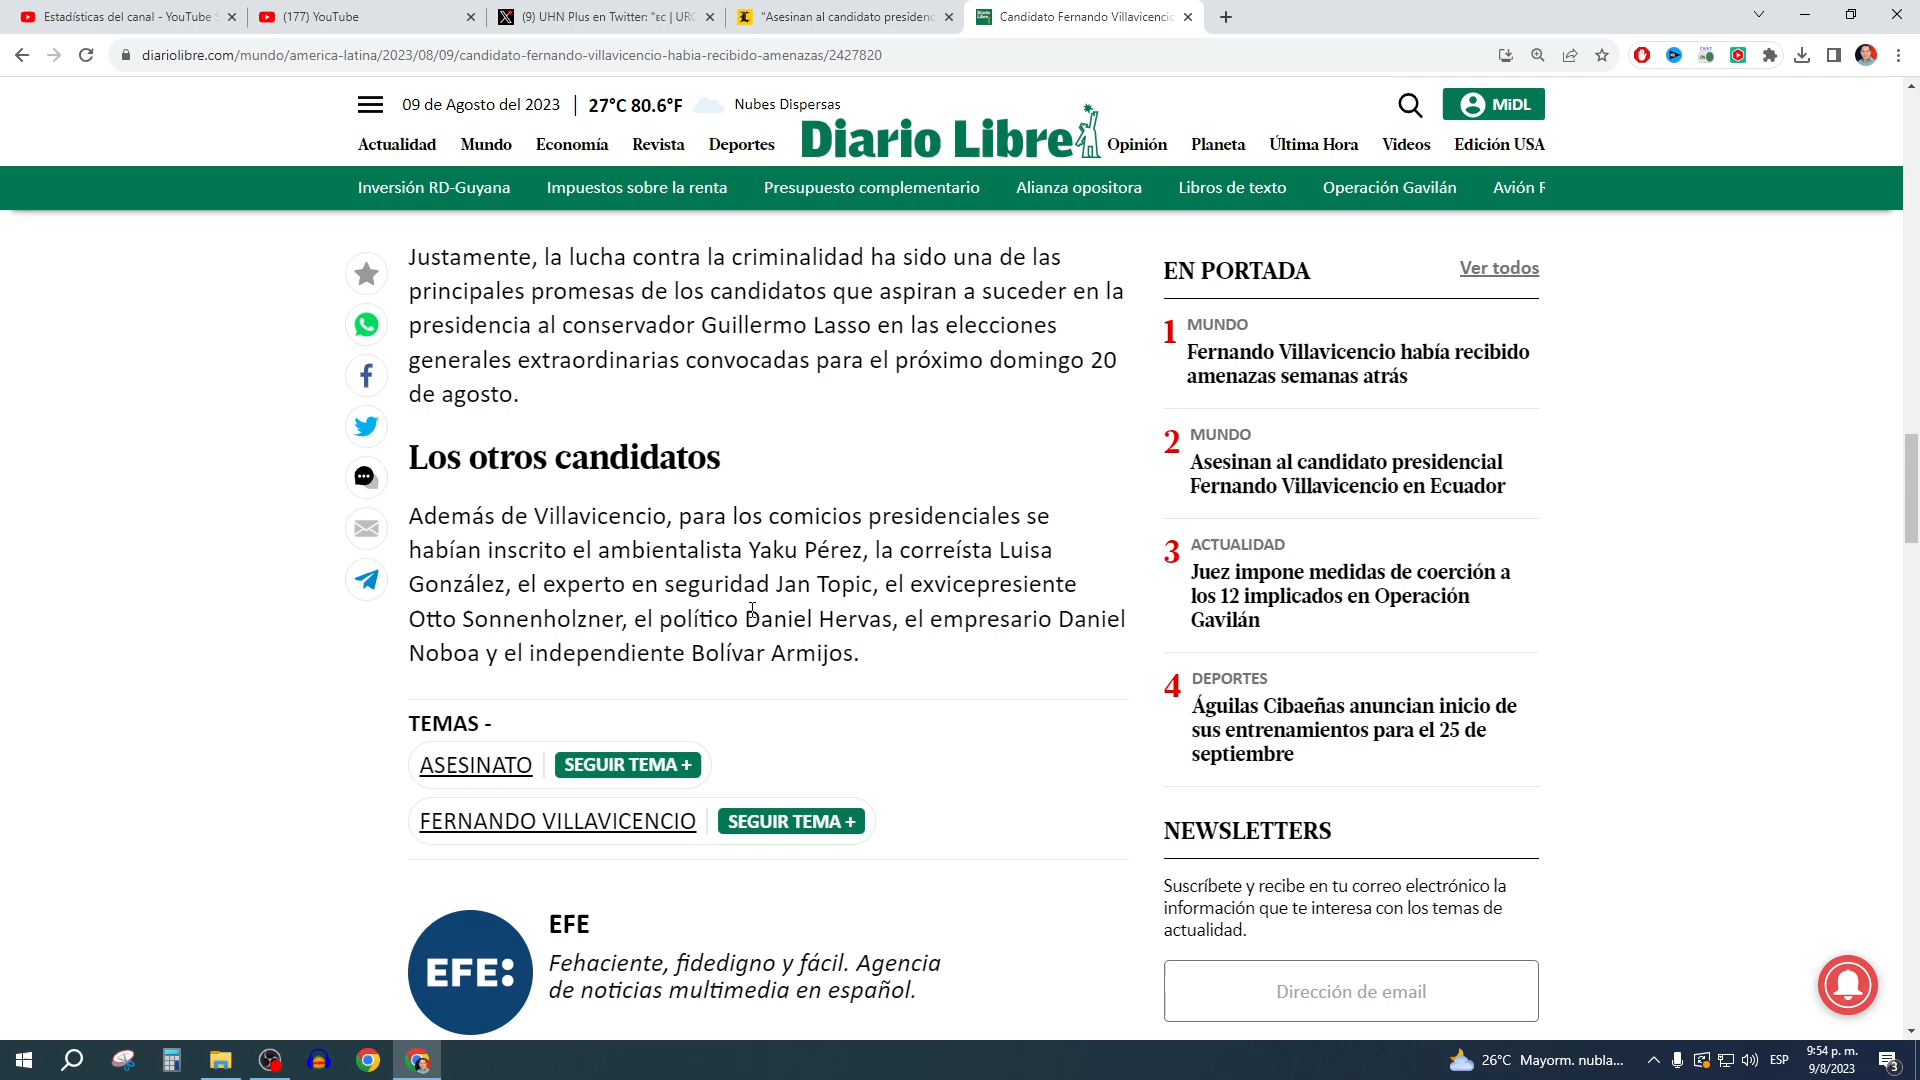 Estadísticas del canal - YouTube S
(177) YouTube
(9) UHN Plus en Twitter: "ᴇᴄ | URG
"Asesinan al candidato presidenc
Candidato Fernando Villavicencio
diariolibre.com/mundo/america-latina/2023/08/09/candidato-fernando-villavicencio-habia-recibido-amenazas/2427820
09 de Agosto del 2023 27°C 80.6°F Nubes Dispersas
MiDL
Actualidad Mundo Economía Revista Deportes Diario Libre Opinión Planeta Última Hora Videos Edición USA
Inversión RD-Guyana Impuestos sobre la renta Presupuesto complementario Alianza opositora Libros de texto Operación Gavilán Avión F
Justamente, la lucha contra la criminalidad ha sido una de las
principales promesas de los candidatos que aspiran a suceder en la
presidencia al conservador Guillermo Lasso en las elecciones
generales extraordinarias convocadas para el próximo domingo 20
de agosto.
Los otros candidatos
Además de Villavicencio, para los comicios presidenciales se
habían inscrito el ambientalista Yaku Pérez, la correísta Luisa
González, el experto en seguridad Jan Topic, el exvicepresiente
Otto Sonnenholzner, el político Daniel Hervas, el empresario Daniel
Noboa y el independiente Bolívar Armijos.
TEMAS -
ASESINATO SEGUIR TEMA +
FERNANDO VILLAVICENCIO SEGUIR TEMA +
EFE:
EFE
Fehaciente, fidedigno y fácil. Agencia
de noticias multimedia en español.
EN PORTADA Ver todos
1 MUNDO
Fernando Villavicencio había recibido
amenazas semanas atrás
2 MUNDO
Asesinan al candidato presidencial
Fernando Villavicencio en Ecuador
3 ACTUALIDAD
Juez impone medidas de coerción a
los 12 implicados en Operación
Gavilán
4 DEPORTES
Águilas Cibaeñas anuncian inicio de
sus entrenamientos para el 25 de
septiembre
NEWSLETTERS
Suscríbete y recibe en tu correo electrónico la
información que te interesa con los temas de
actualidad.
Dirección de email
26°C Mayorm. nubla... ESP 9:54 p. m.
9/8/2023
3